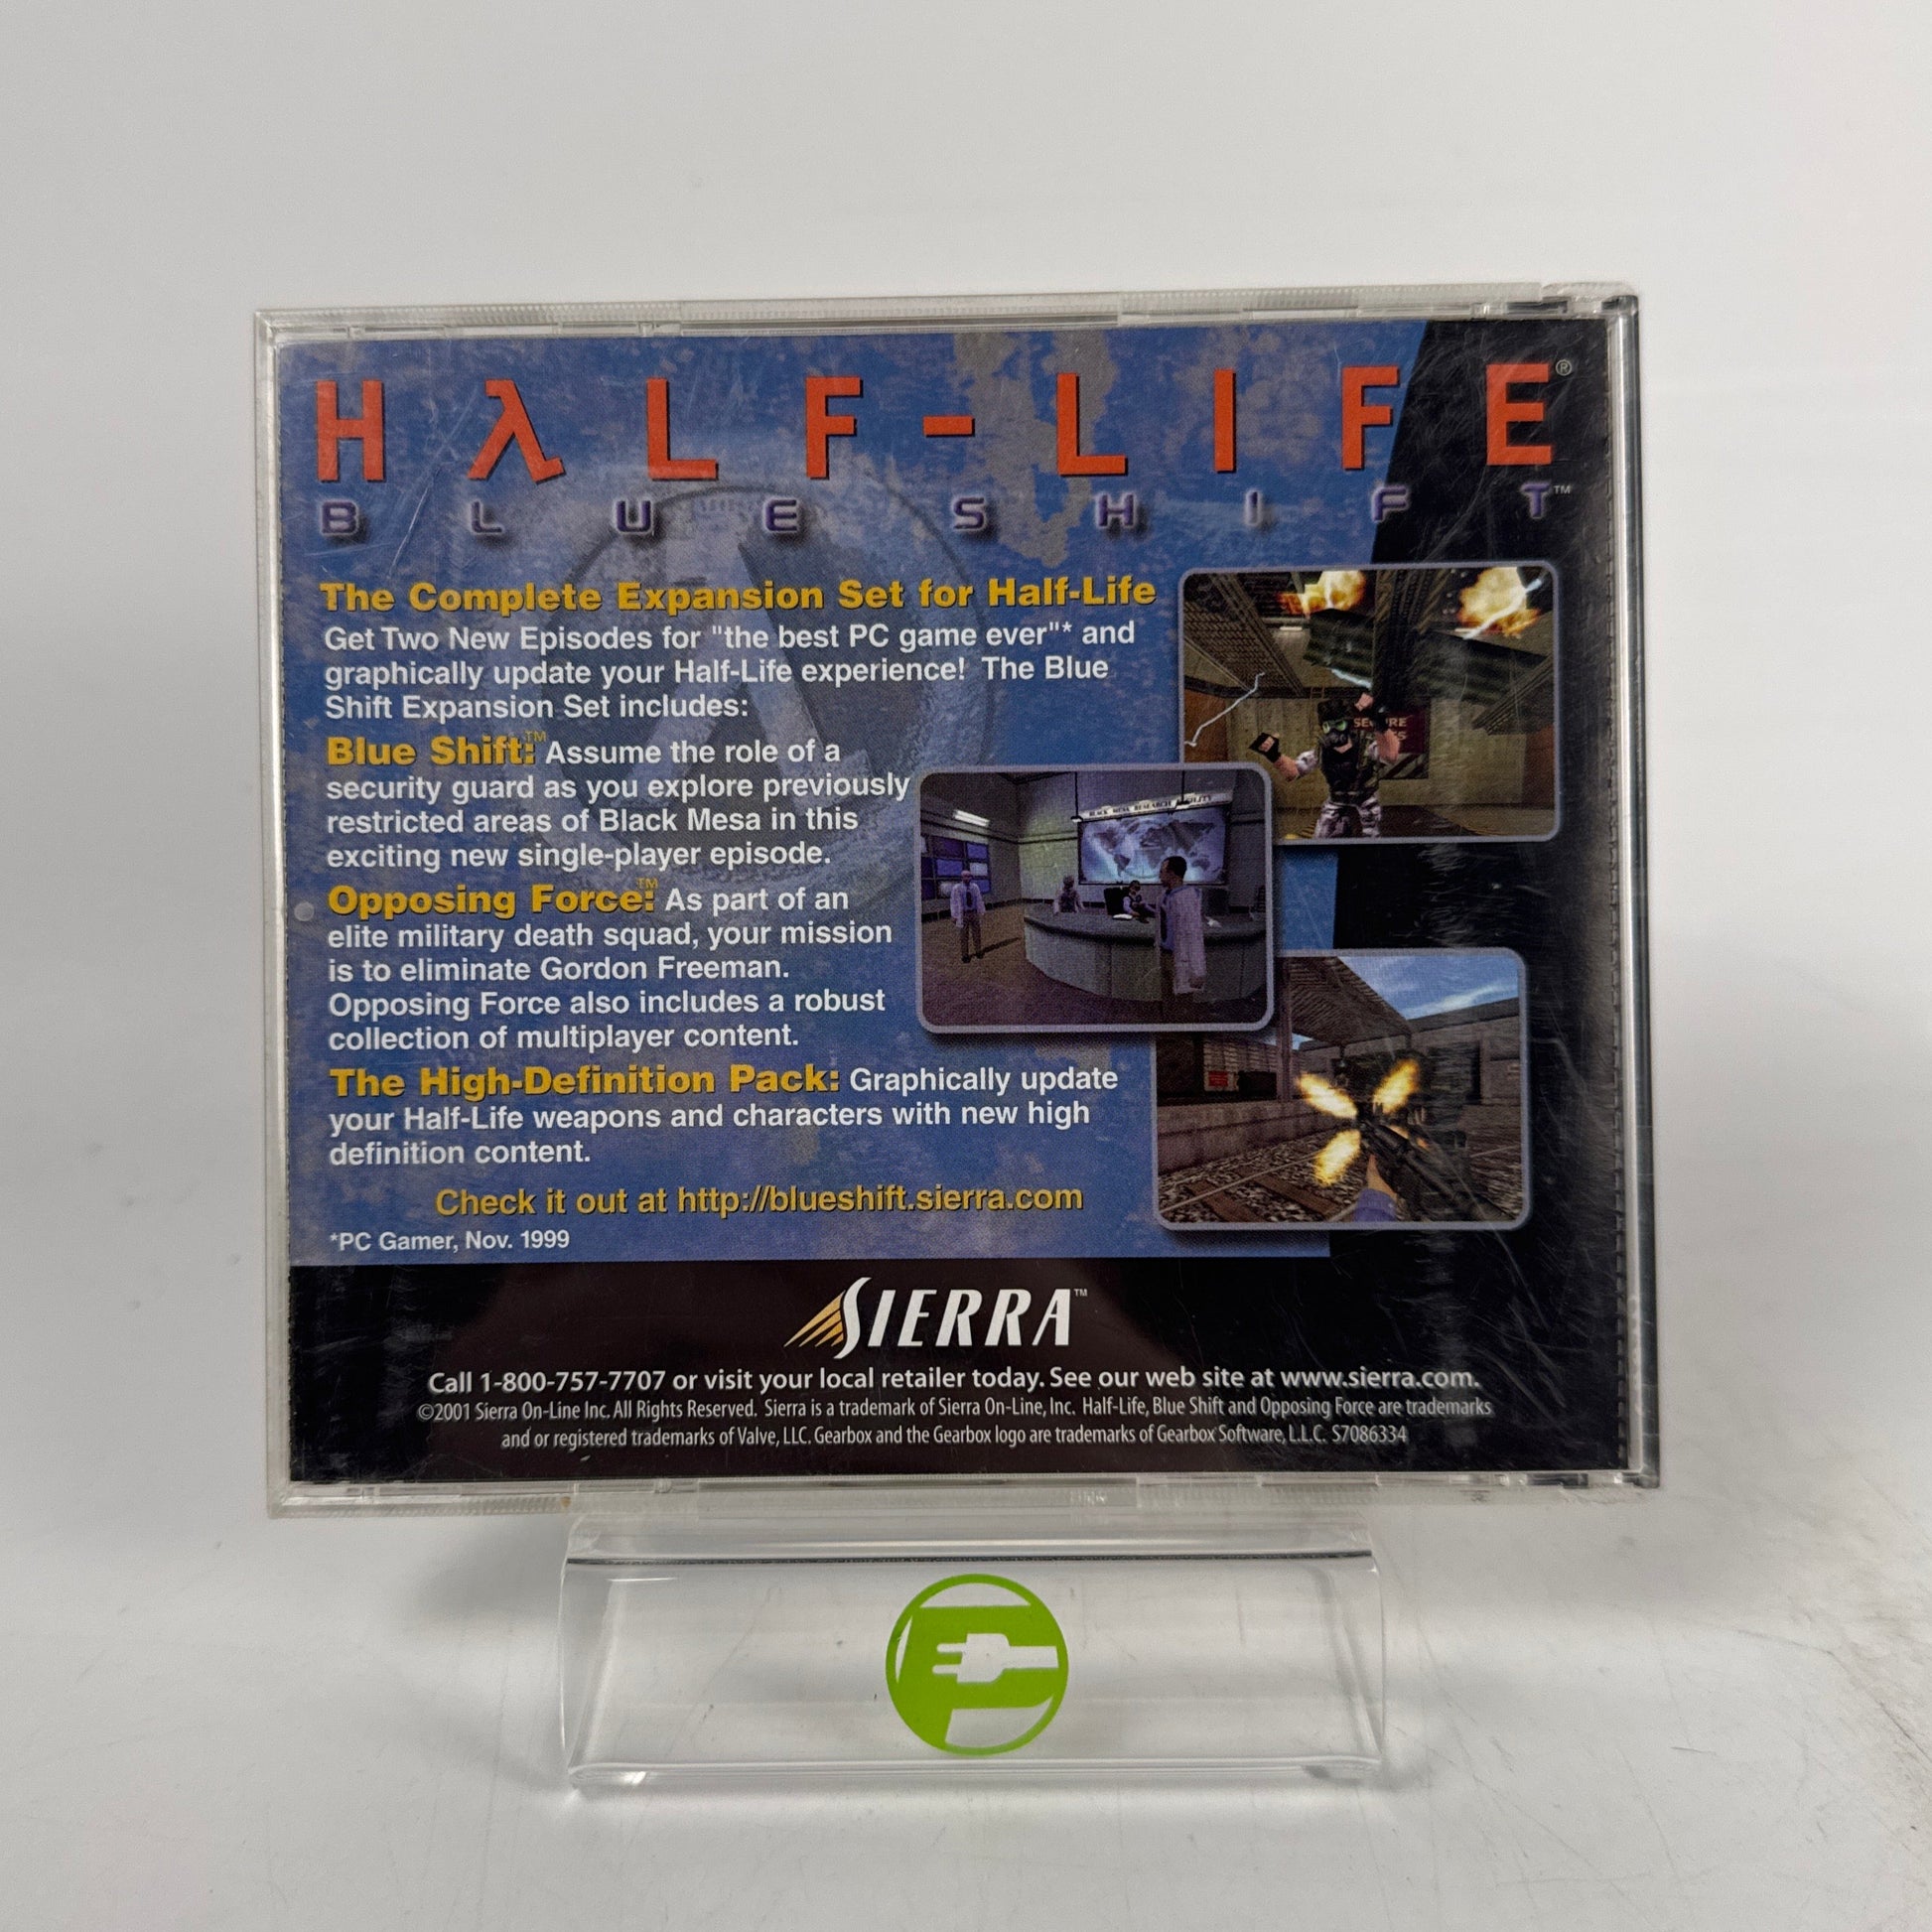 HλLF-LIFE®
BLUE SHIFT™
The Complete Expansion Set for Half-Life
Get Two New Episodes for "the best PC game ever"* and
graphically update your Half-Life experience! The Blue
Shift Expansion Set includes:
Blue Shift:™ Assume the role of a
security guard as you explore previously
restricted areas of Black Mesa in this
exciting new single-player episode.
Opposing Force:™ As part of an
elite military death squad, your mission
is to eliminate Gordon Freeman.
Opposing Force also includes a robust
collection of multiplayer content.
The High-Definition Pack: Graphically update
your Half-Life weapons and characters with new high
definition content.
Check it out at http://blueshift.sierra.com
*PC Gamer, Nov. 1999
BLACK MESA RESEARCH
SIERRA™
Call 1-800-757-7707 or visit your local retailer today. See our web site at www.sierra.com.
©2001 Sierra On-Line Inc. All Rights Reserved. Sierra is a trademark of Sierra On-Line, Inc. Half-Life, Blue Shift and Opposing Force are trademarks
and or registered trademarks of Valve, LLC. Gearbox and the Gearbox logo are trademarks of Gearbox Software, L.L.C. S7086334